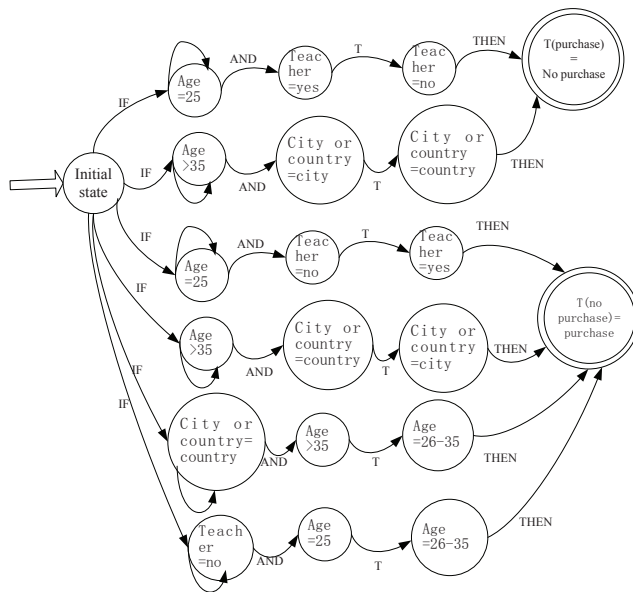 IF
Age
=25
AND
Teac
her
=yes
T
Teac
her
=no
THEN
T(purchase)
=
No purchase
Initial
state
IF
Age
>35
AND
City or
country
=city
T
City or
country
=country
THEN
IF
Age
=25
AND
Teac
her
=no
T
Teac
her
=yes
THEN
T(no
purchase)=
purchase
IF
Age
>35
AND
City or
country
=country
T
City or
country
=city
THEN
IF
City or
country=
country
AND
Age
>35
T
Age
=26-35
THEN
IF
Teach
er
=no
AND
Age
=25
T
Age
=26-35
THEN